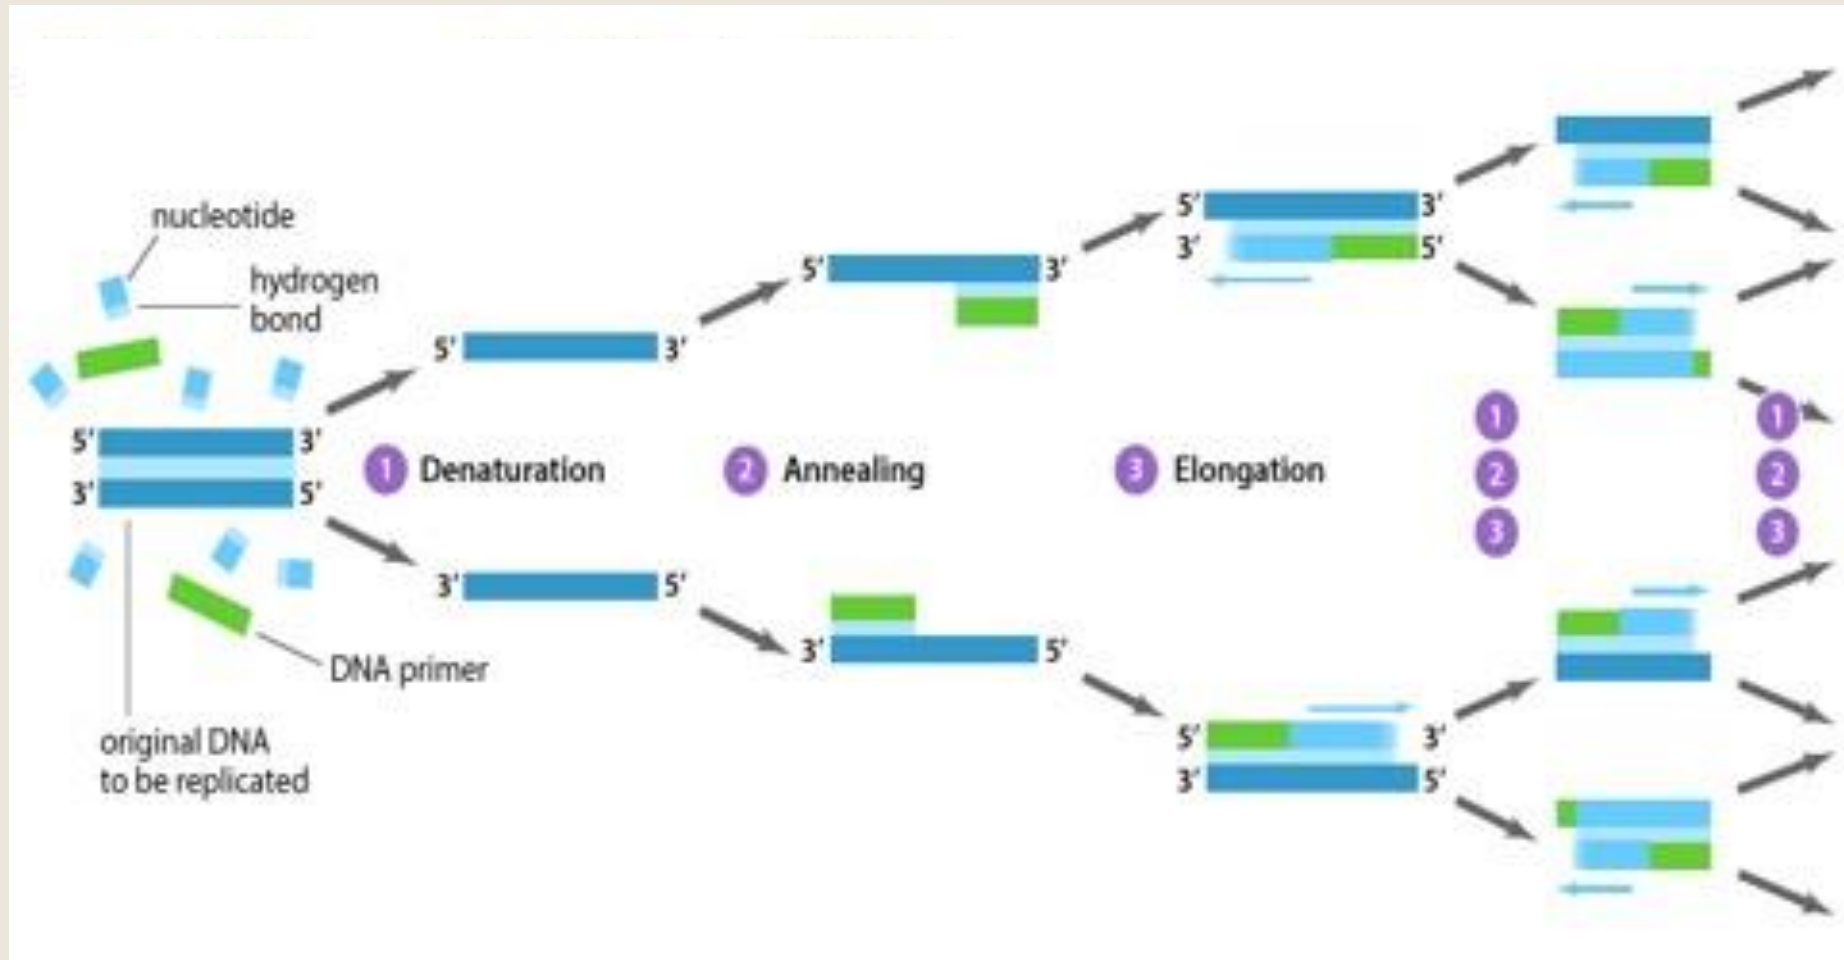 nucleotide
hydrogen
bond
5' 3'
3' 5'
DNA primer
original DNA
to be replicated
1 Denaturation
5' 3'
3' 5'
2 Annealing
5' 3'
3' 5'
3 Elongation
5' 3'
3' 5'
5' 3'
3' 5'
1
2
3
1
2
3